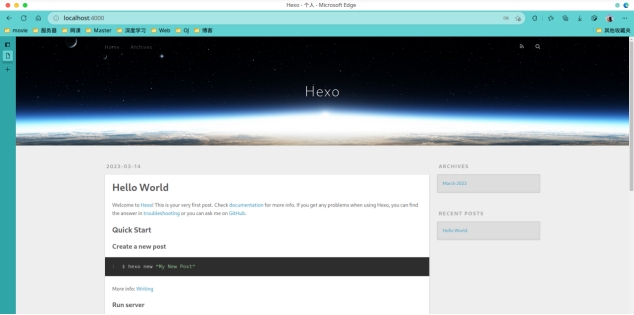 Hexo - 个人 - Microsoft Edge
localhost:4000
movie 服务器 网课 Master 深度学习 Web OJ 博客 其他收藏夹
Home Archives
Hexo
2023-03-14
Hello World
Welcome to Hexo! This is your very first post. Check documentation for more info. If you get any problems when using Hexo, you can find
the answer in troubleshooting or you can ask me on GitHub.
Quick Start
Create a new post
1 $ hexo new "My New Post"
More info: Writing
Run server
ARCHIVES
March 2023
RECENT POSTS
Hello World